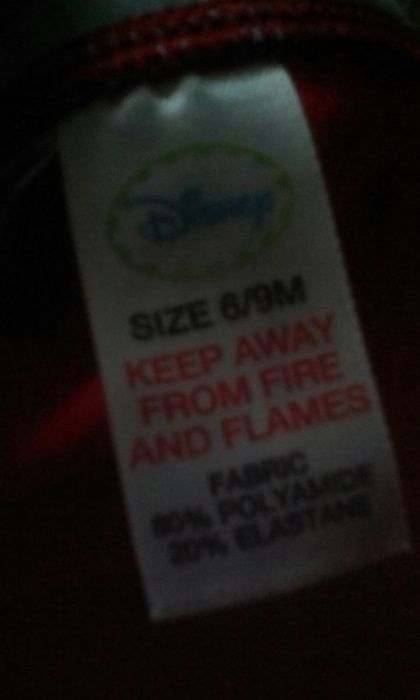 Disney
SIZE 6/9M
KEEP AWAY
FROM FIRE
AND FLAMES
FABRIC
80% POLYAMIDE
20% ELASTANE